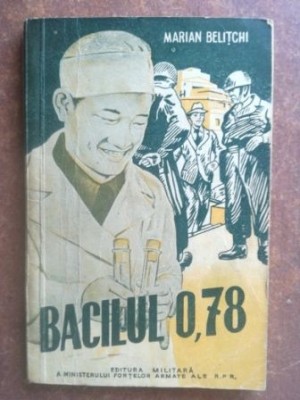 MARIAN BELIȚCHI
BACILUL 0,78
EDITURA MILITARĂ
A MINISTERULUI FORȚELOR ARMATE ALE R.P.R.